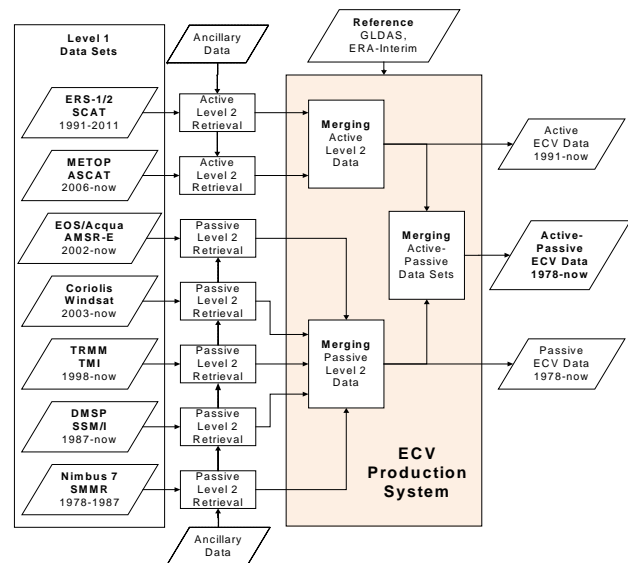 Level 1
Data Sets
Ancillary
Data
Reference
GLDAS,
ERA-Interim
ERS-1/2
SCAT
1991-2011
Active
Level 2
Retrieval
Merging
Active
Level 2
Data
Active
ECV Data
1991-now
METOP
ASCAT
2006-now
Active
Level 2
Retrieval
EOS/Acqua
AMSR-E
2002-now
Passive
Level 2
Retrieval
Merging
Active-
Passive
Data Sets
Active-
Passive
ECV Data
1978-now
Coriolis
Windsat
2003-now
Passive
Level 2
Retrieval
TRMM
TMI
1998-now
Passive
Level 2
Retrieval
Merging
Passive
Level 2
Data
Passive
ECV Data
1978-now
DMSP
SSM/I
1987-now
Passive
Level 2
Retrieval
Nimbus 7
SMMR
1978-1987
Passive
Level 2
Retrieval
ECV
Production
System
Ancillary
Data